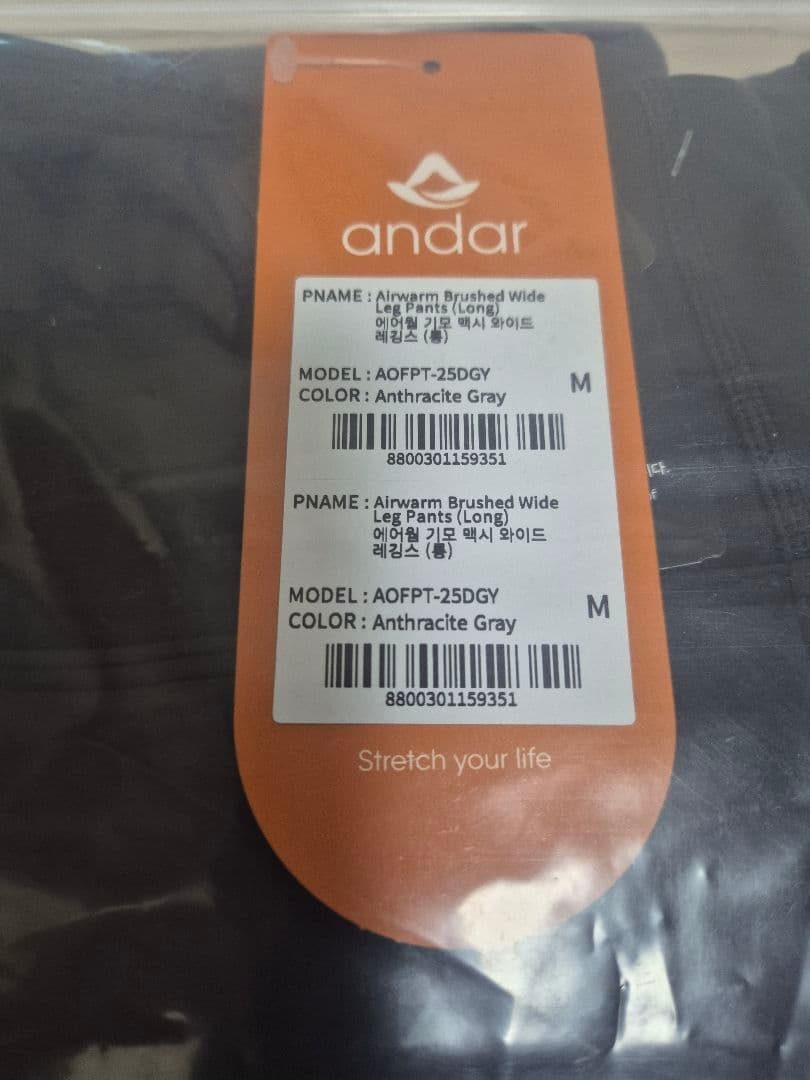 andar
PNAME : Airwarm Brushed Wide
Leg Pants (Long)
에어웜 기모 맥시 와이드
레깅스 (롱)
MODEL : AOFPT-25DGY
COLOR : Anthracite Gray
M
8800301159351
PNAME : Airwarm Brushed Wide
Leg Pants (Long)
에어웜 기모 맥시 와이드
레깅스 (롱)
MODEL : AOFPT-25DGY
COLOR : Anthracite Gray
M
8800301159351
Stretch your life